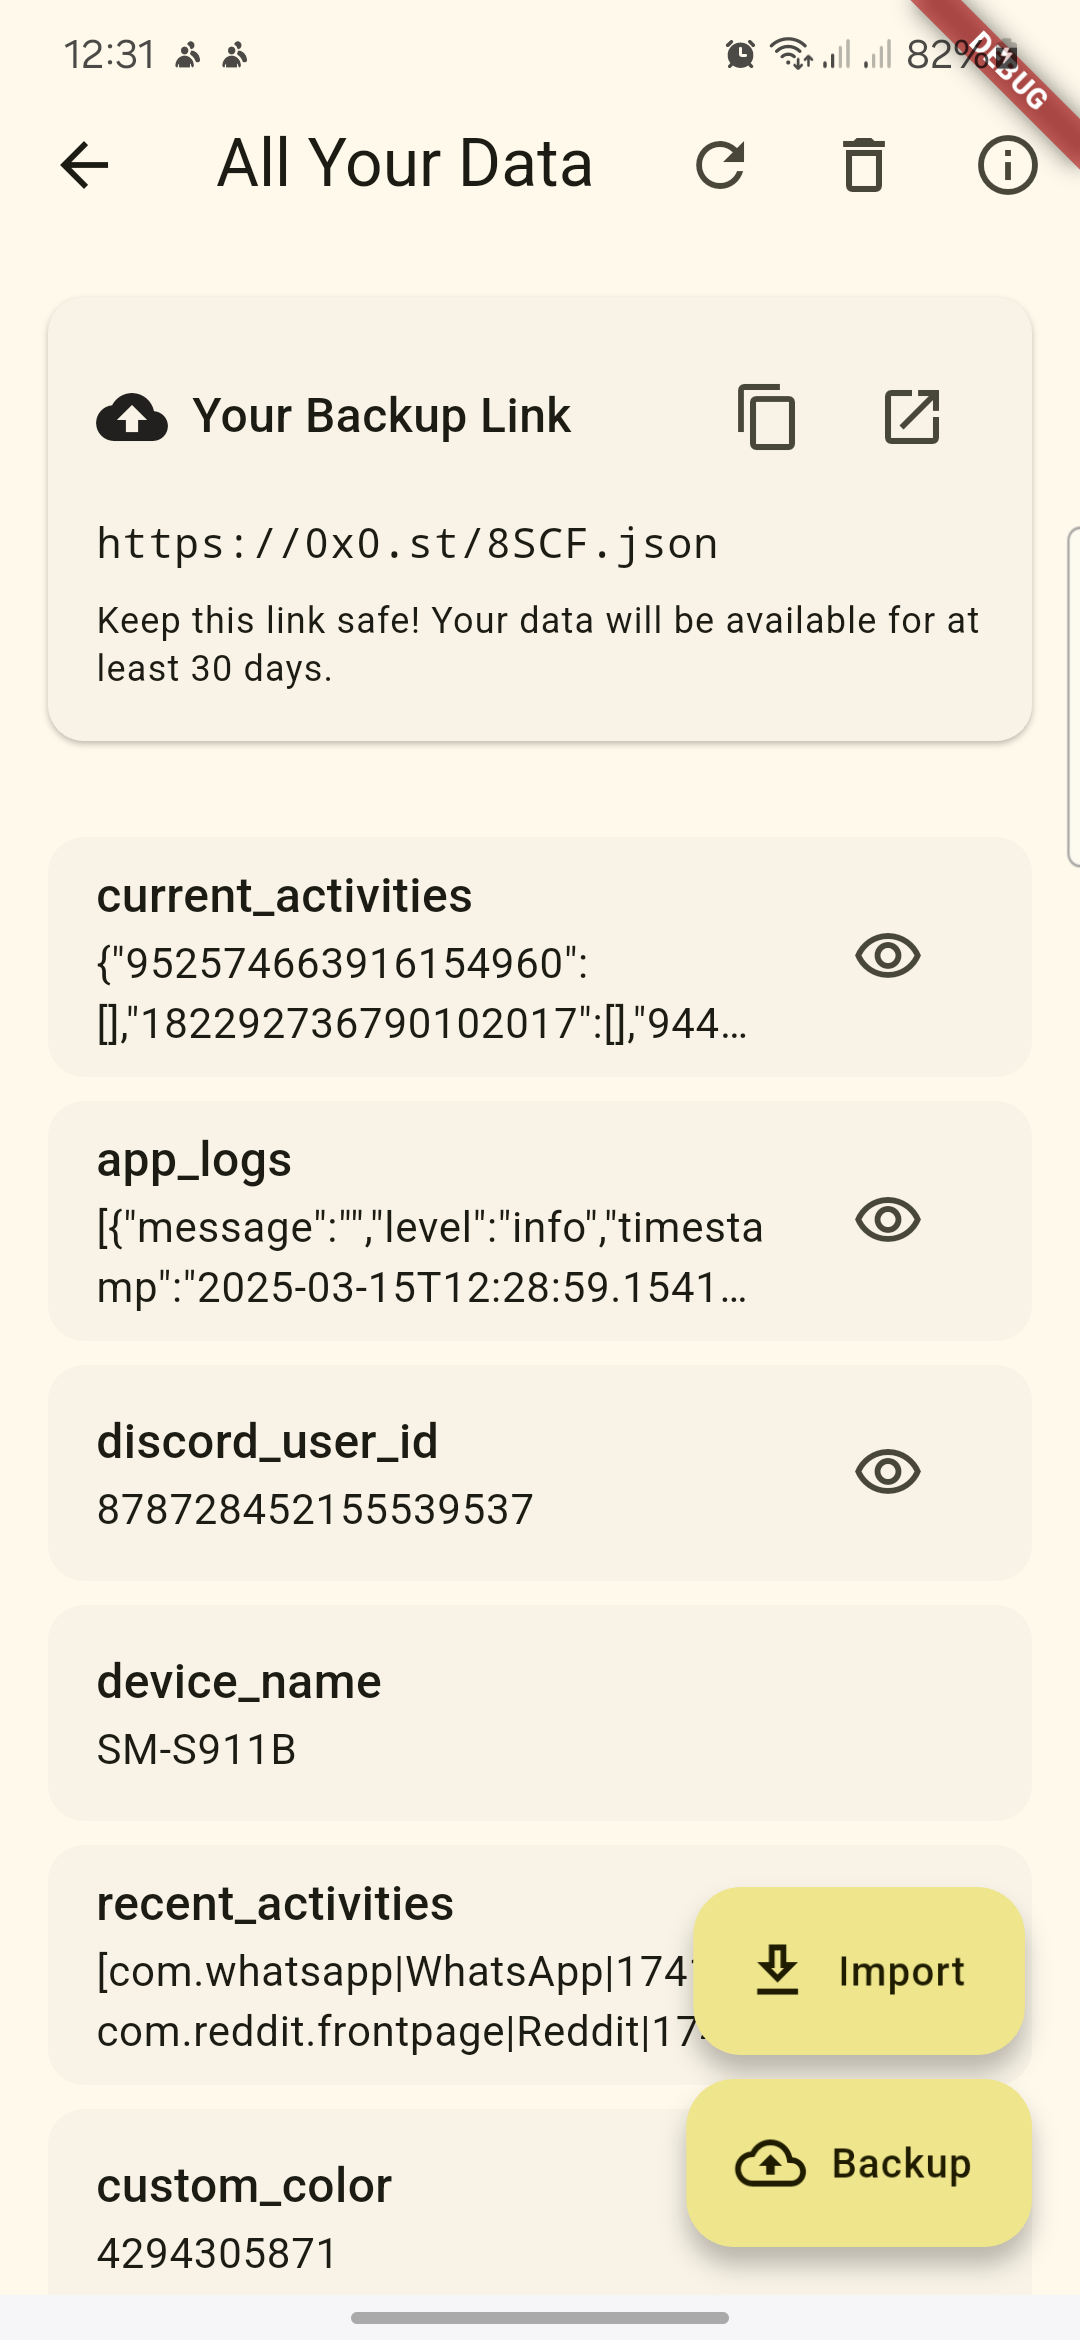 12:31
82%
DEBUG
All Your Data
Your Backup Link
https://0x0.st/8SCF.json
Keep this link safe! Your data will be available for at
least 30 days.
current_activities
{"952574663916154960":
[],"182292736790102017":[],"944…
app_logs
[{"message":"","level":"info","timesta
mp":"2025-03-15T12:28:59.1541…
discord_user_id
878728452155539537
device_name
SM-S911B
recent_activities
[com.whatsapp|WhatsApp|174
com.reddit.frontpage|Reddit|17
Import
Backup
custom_color
4294305871